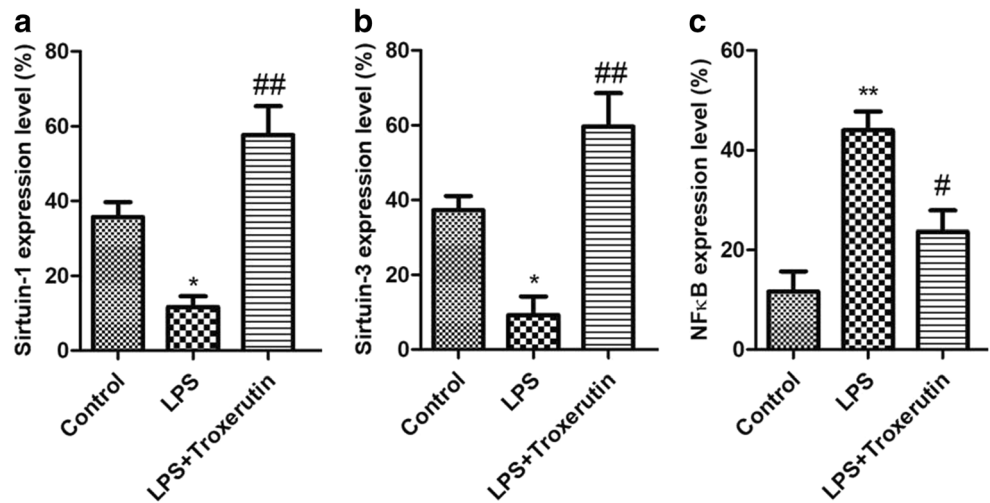 a
Sirtuin-1 expression level (%)
80
60
40
20
0
*
##
Control
LPS
LPS+Troxerutin
b
Sirtuin-3 expression level (%)
80
60
40
20
0
*
##
Control
LPS
LPS+Troxerutin
c
NFκB expression level (%)
60
40
20
0
**
#
Control
LPS
LPS+Troxerutin